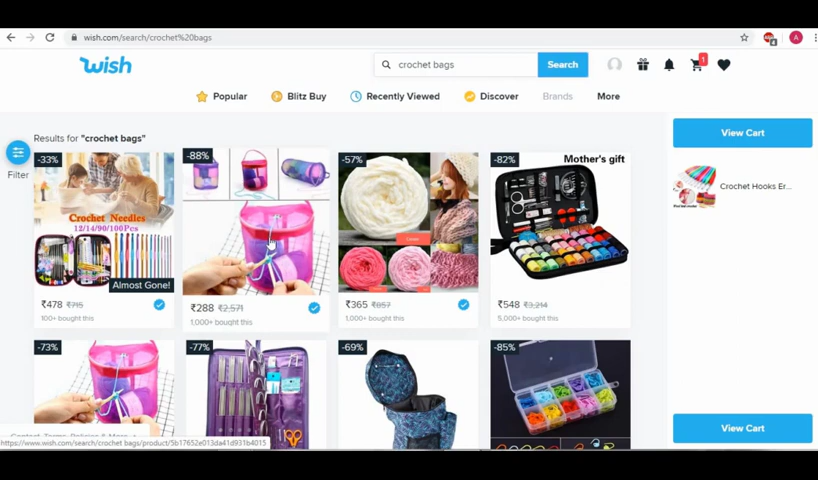 wish.com/search/crochet%20bags
wish
crochet bags
Search
1
Popular
Blitz Buy
Recently Viewed
Discover
Brands
More
Filter
Results for "crochet bags"
View Cart
Crochet Hooks Er...
-33%
Crochet Needles
12/14/90/100Pcs
Almost Gone!
₹478 ₹715
100+ bought this
-88%
₹288 ₹2,571
1,000+ bought this
-57%
₹365 ₹857
1,000+ bought this
-82%
Mother's gift
₹548 ₹3,214
5,000+ bought this
-73%
-77%
-69%
-85%
View Cart
https://www.wish.com/search/crochet bags/product/5b17652e013da41d931b4015